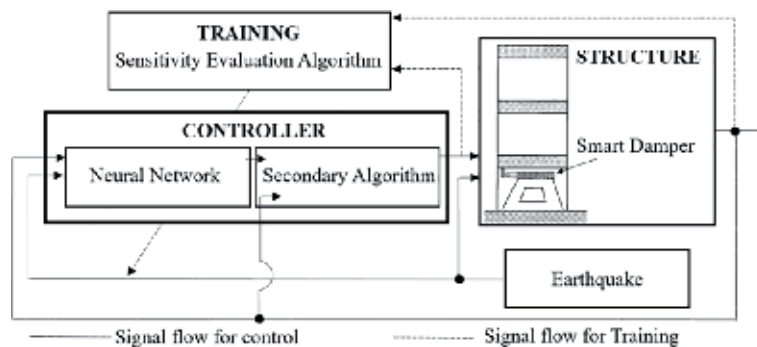 TRAINING
Sensitivity Evaluation Algorithm
STRUCTURE
CONTROLLER
Smart Damper
Neural Network
Secondary Algorithm
Earthquake
Signal flow for control
Signal flow for Training